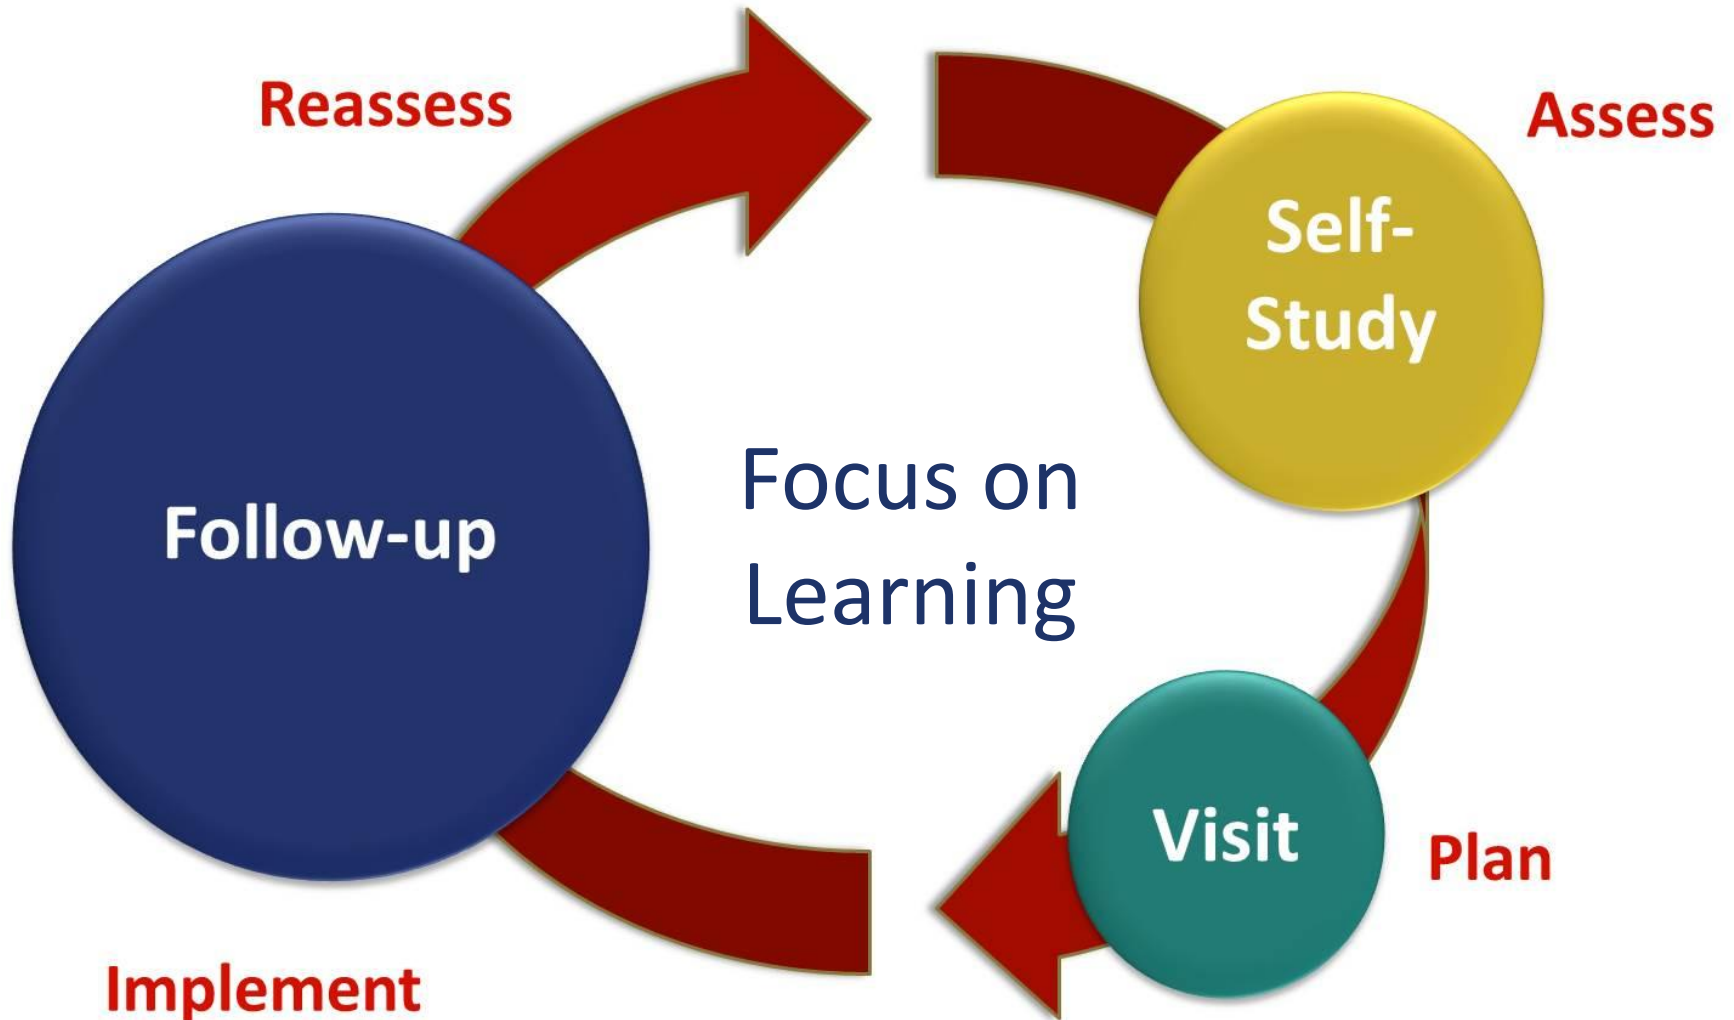 Reassess
Assess
Self-
Study
Focus on
Learning
Follow-up
Visit
Plan
Implement